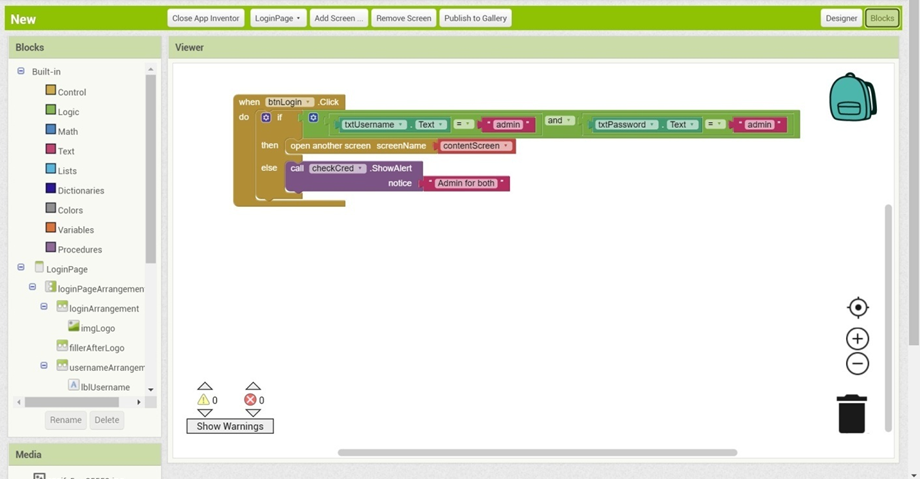 New Close App Inventor LoginPage Add Screen ... Remove Screen Publish to Gallery Designer Blocks
Blocks
Viewer
Built-in
Control
Logic
Math
Text
Lists
Dictionaries
Colors
Variables
Procedures
LoginPage
loginPageArrangemen
loginArrangement
imgLogo
fillerAfterLogo
usernameArrangem
lblUsername
Rename Delete
Media
when btnLogin .Click
do if txtUsername . Text = " admin " and txtPassword . Text = " admin "
then open another screen screenName contentScreen
else call checkCred .ShowAlert
notice " Admin for both "
0 0
Show Warnings